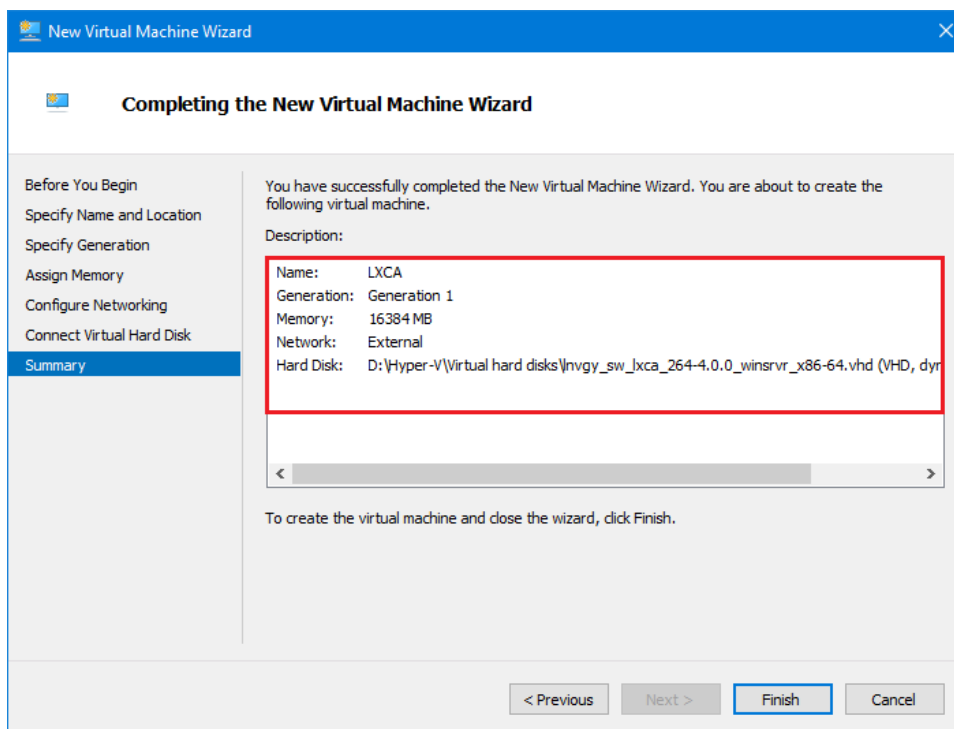 New Virtual Machine Wizard
Completing the New Virtual Machine Wizard
Before You Begin
Specify Name and Location
Specify Generation
Assign Memory
Configure Networking
Connect Virtual Hard Disk
Summary
You have successfully completed the New Virtual Machine Wizard. You are about to create the
following virtual machine.
Description:
Name: LXCA
Generation: Generation 1
Memory: 16384 MB
Network: External
Hard Disk: D:\Hyper-V\Virtual hard disks\lnvgy_sw_lxca_264-4.0.0_winsrvr_x86-64.vhd (VHD, dyn
To create the virtual machine and close the wizard, click Finish.
< Previous
Next >
Finish
Cancel